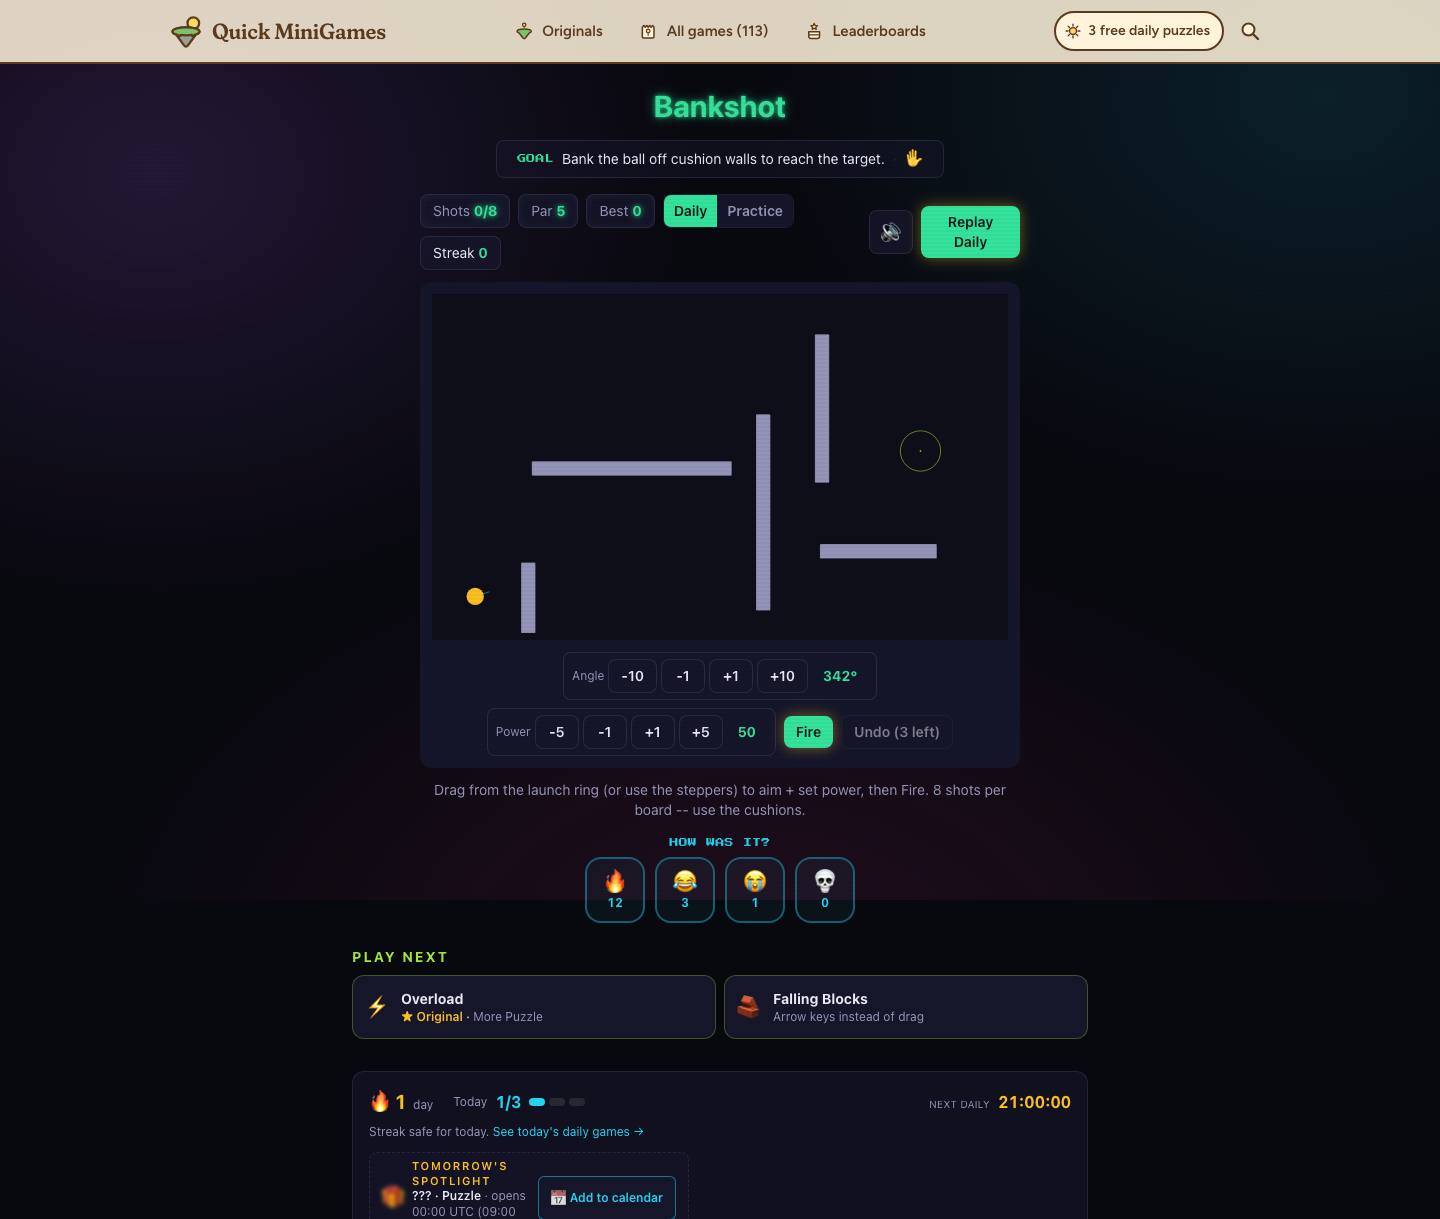 Quick MiniGames
Originals
All games (113)
Leaderboards
3 free daily puzzles
Bankshot
GOAL Bank the ball off cushion walls to reach the target.
Shots 0/8
Par 5
Best 0
Daily
Practice
Streak 0
Replay
Daily
Angle
-10
-1
+1
+10
342°
Power
-5
-1
+1
+5
50
Fire
Undo (3 left)
Drag from the launch ring (or use the steppers) to aim + set power, then Fire. 8 shots per
board -- use the cushions.
HOW WAS IT?
12
3
1
0
PLAY NEXT
Overload
Original · More Puzzle
Falling Blocks
Arrow keys instead of drag
1 day
Today 1/3
NEXT DAILY 21:00:00
Streak safe for today. See today's daily games →
TOMORROW'S
SPOTLIGHT
??? · Puzzle · opens
00:00 UTC (09:00
Add to calendar